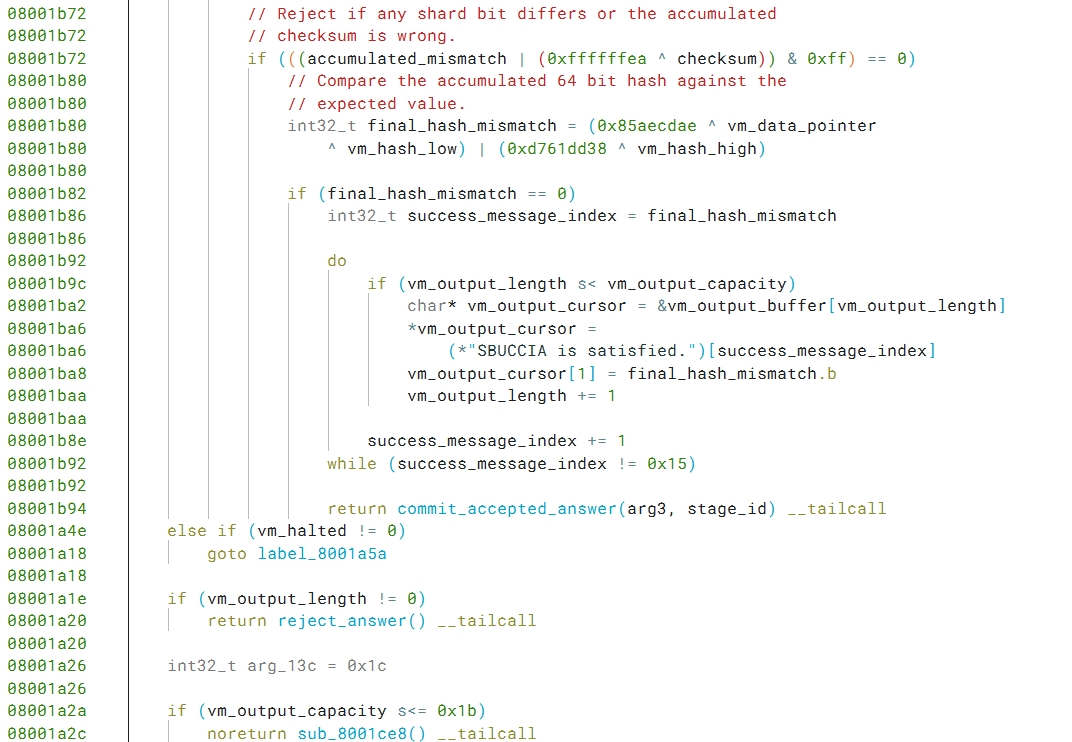 08001b72 // Reject if any shard bit differs or the accumulated
08001b72 // checksum is wrong.
08001b72 if (((accumulated_mismatch | (0xffffffea ^ checksum)) & 0xff) == 0)
08001b80 // Compare the accumulated 64 bit hash against the
08001b80 // expected value.
08001b80 int32_t final_hash_mismatch = (0x85aecdae ^ vm_data_pointer
08001b80 ^ vm_hash_low) | (0xd761dd38 ^ vm_hash_high)
08001b80
08001b82 if (final_hash_mismatch == 0)
08001b86 int32_t success_message_index = final_hash_mismatch
08001b86
08001b92 do
08001b9c if (vm_output_length s< vm_output_capacity)
08001ba2 char* vm_output_cursor = &vm_output_buffer[vm_output_length]
08001ba6 *vm_output_cursor =
08001ba6 (*"SBUCCIA is satisfied.")[success_message_index]
08001ba8 vm_output_cursor[1] = final_hash_mismatch.b
08001baa vm_output_length += 1
08001baa
08001b8e success_message_index += 1
08001b92 while (success_message_index != 0x15)
08001b92
08001b94 return commit_accepted_answer(arg3, stage_id) __tailcall
08001a4e else if (vm_halted != 0)
08001a18 goto label_8001a5a
08001a18
08001a1e if (vm_output_length != 0)
08001a20 return reject_answer() __tailcall
08001a20
08001a26 int32_t arg_13c = 0x1c
08001a26
08001a2a if (vm_output_capacity s<= 0x1b)
08001a2c noreturn sub_8001ce8() __tailcall